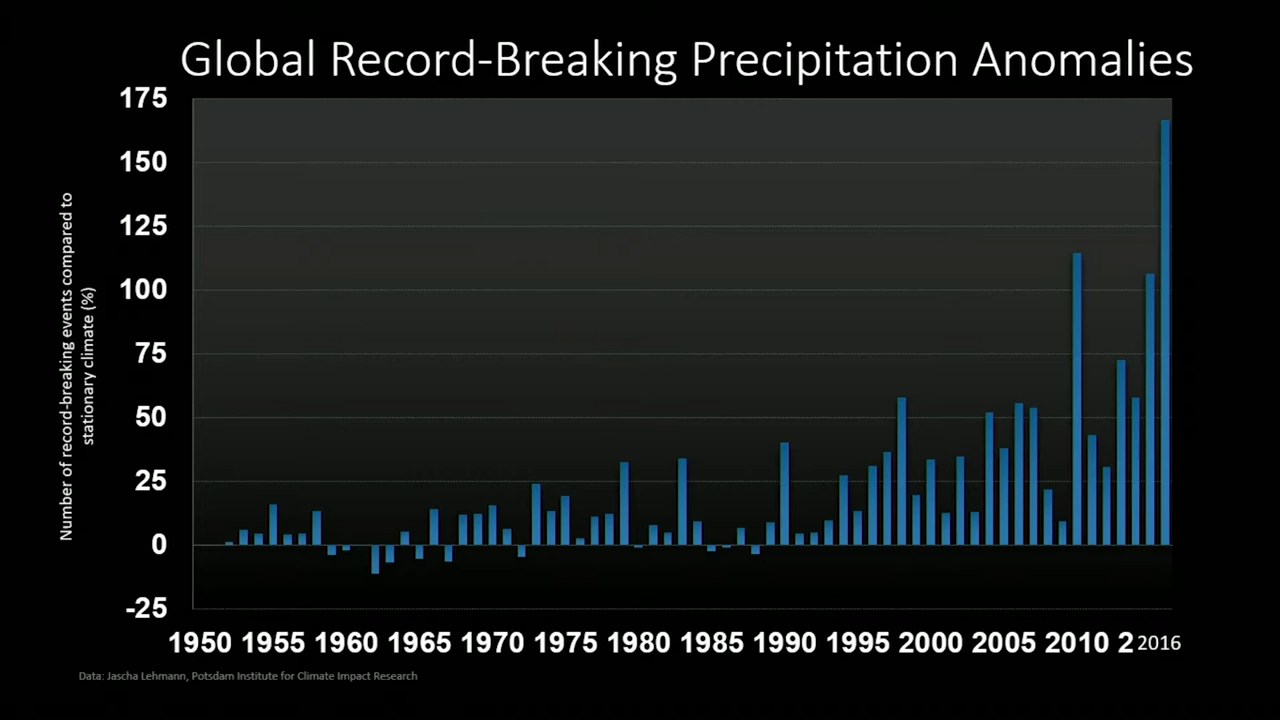 Global Record-Breaking Precipitation Anomalies
175
150
125
100
75
50
25
0
-25
Number of record-breaking events compared to
stationary climate (%)
1950 1955 1960 1965 1970 1975 1980 1985 1990 1995 2000 2005 2010 2 2016
Data: Jascha Lehmann, Potsdam Institute for Climate Impact Research